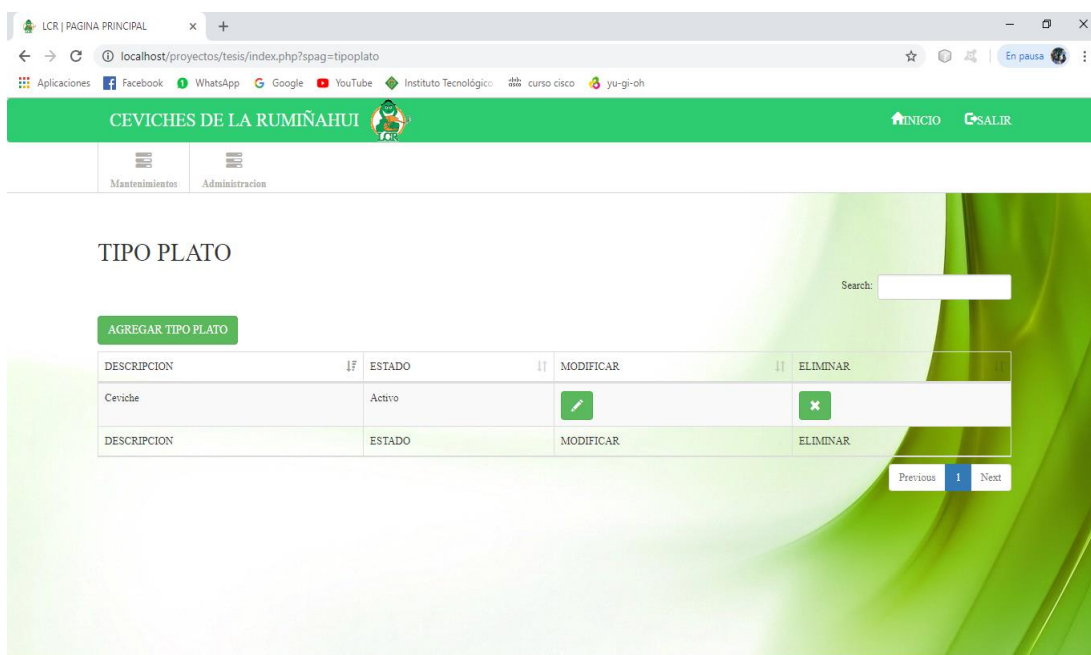 LCR | PAGINA PRINCIPAL
localhost/proyectos/tesis/index.php?spag=tipoplato
En pausa
Aplicaciones Facebook WhatsApp Google YouTube Instituto Tecnológico curso cisco yu-gi-oh
CEVICHES DE LA RUMIÑAHUI LCR INICIO SALIR
Mantenimientos Administracion
TIPO PLATO
Search:
AGREGAR TIPO PLATO
DESCRIPCION ESTADO MODIFICAR ELIMINAR
Ceviche Activo
DESCRIPCION ESTADO MODIFICAR ELIMINAR
Previous 1 Next